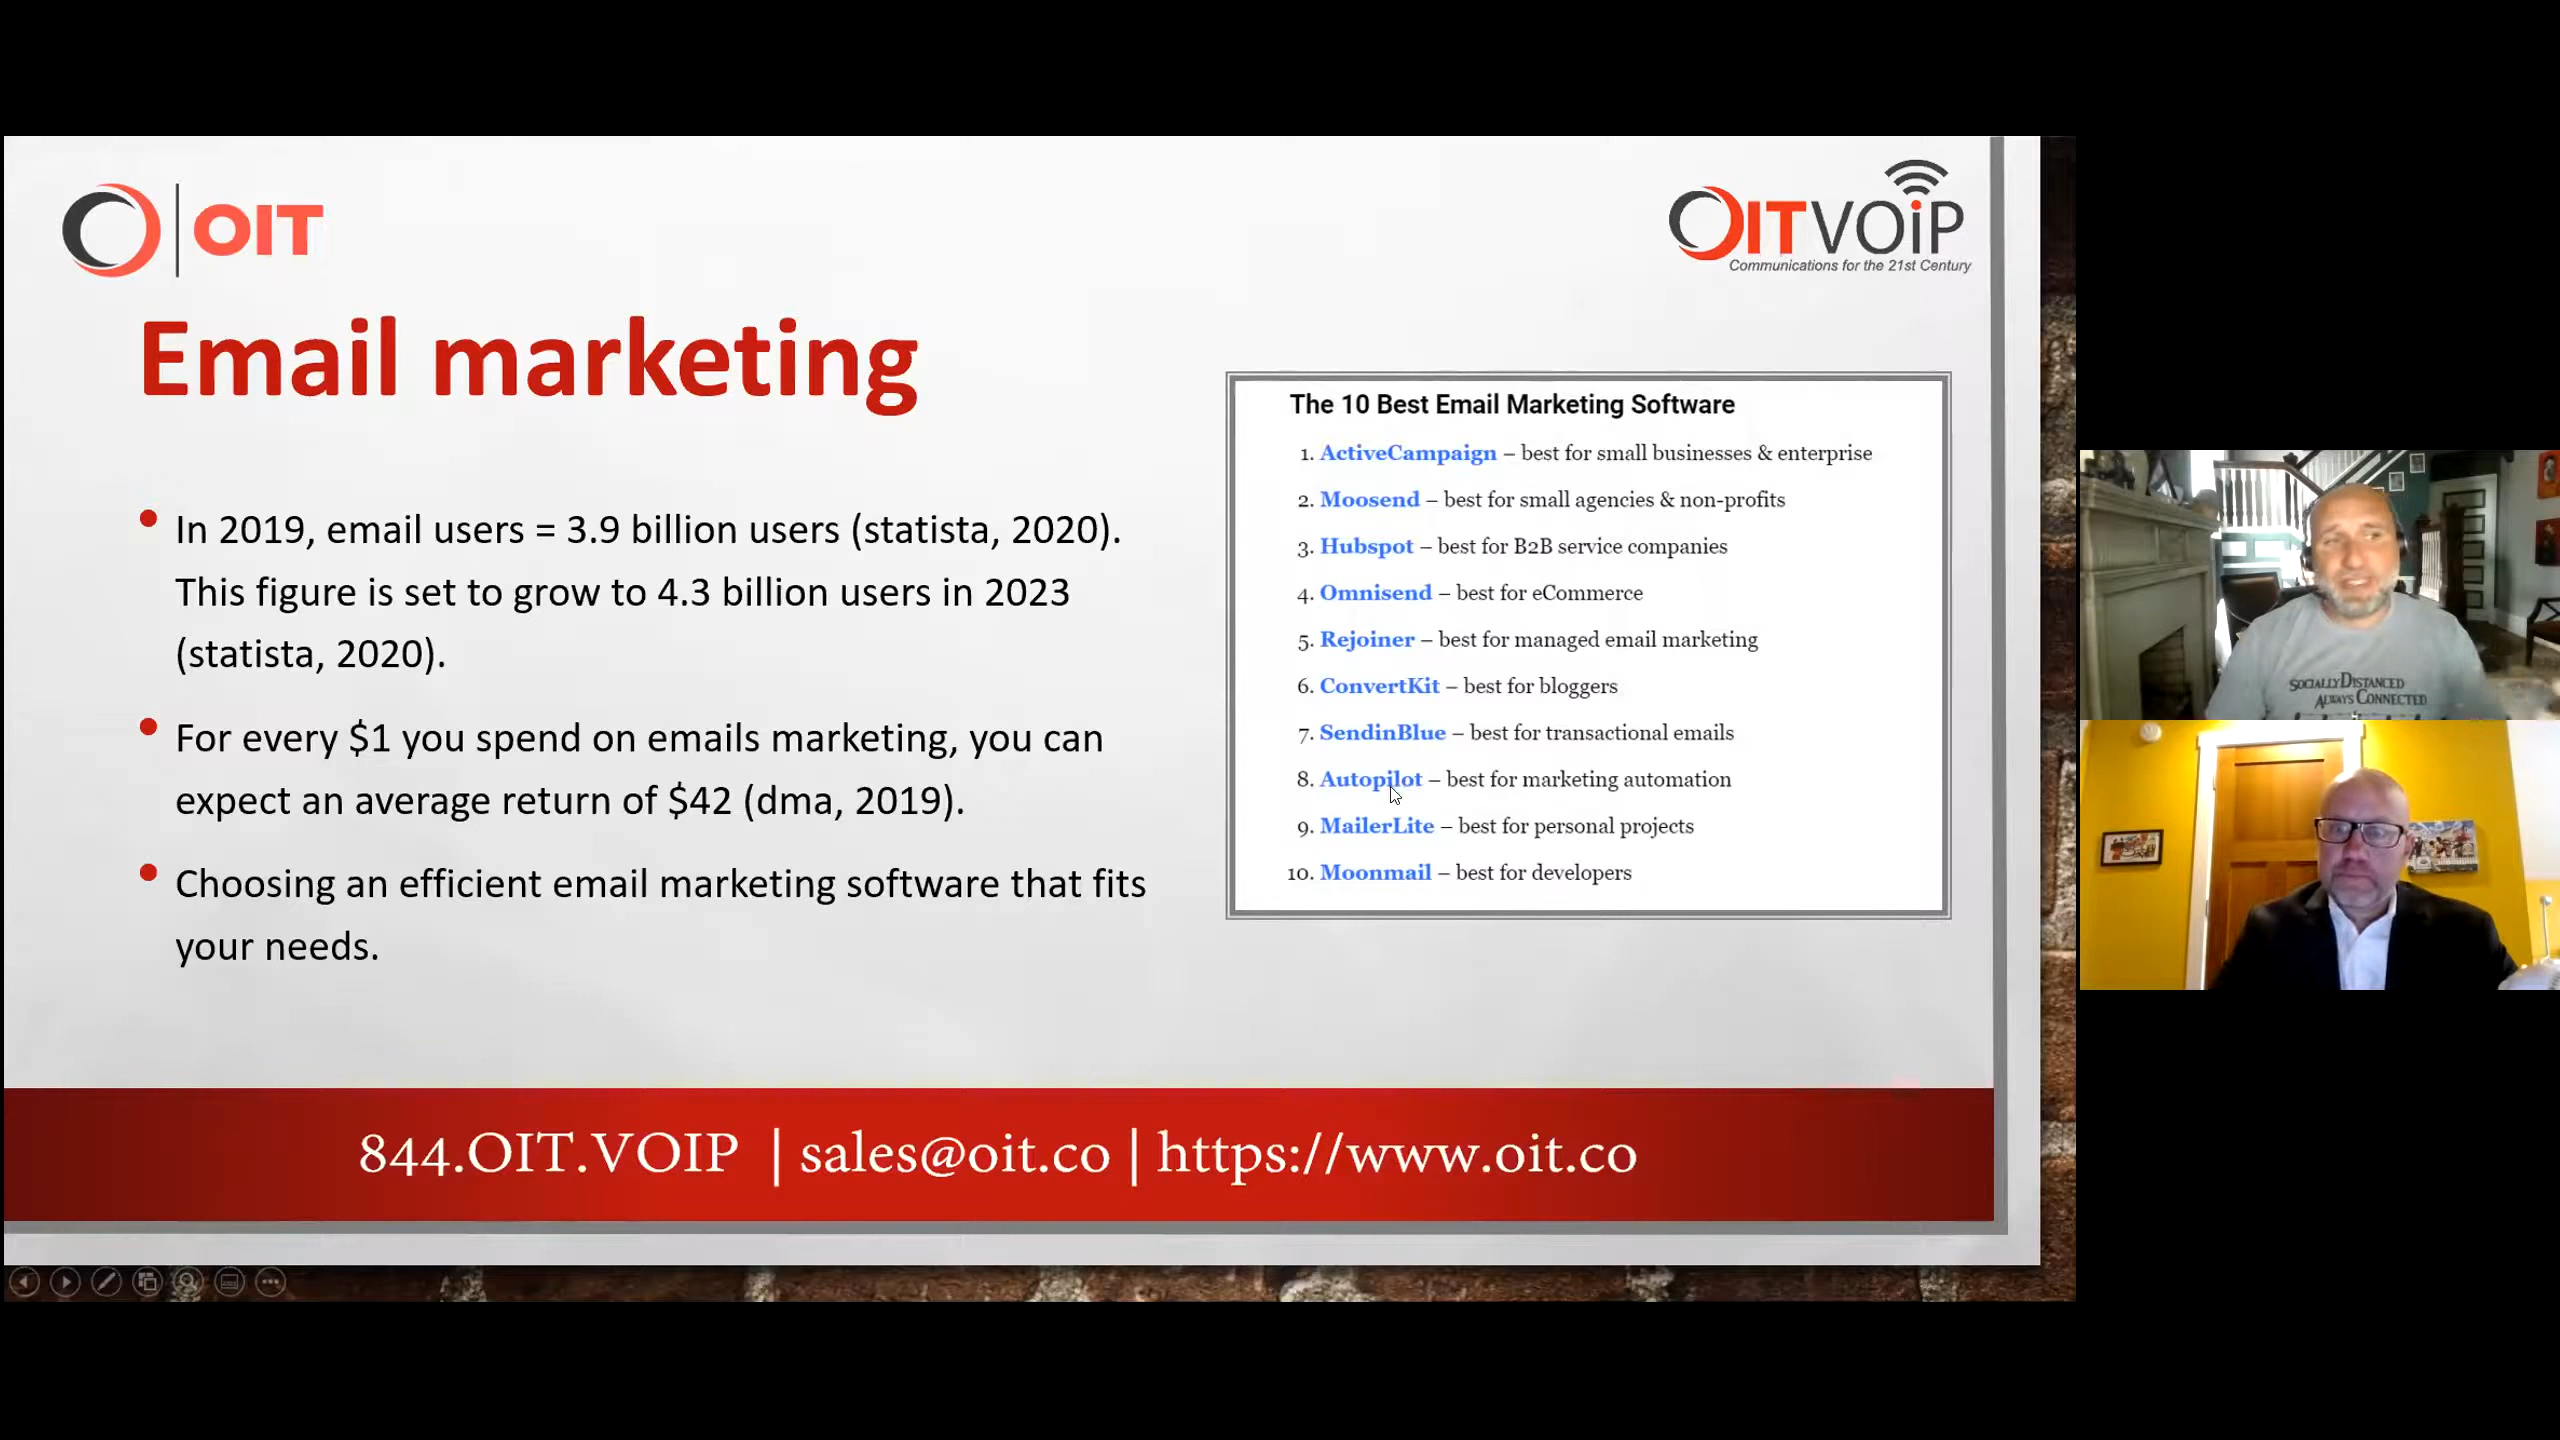 OIT
OITVOiP
Communications for the 21st Century
Email marketing
In 2019, email users = 3.9 billion users (statista, 2020).
This figure is set to grow to 4.3 billion users in 2023
(statista, 2020).
For every $1 you spend on emails marketing, you can
expect an average return of $42 (dma, 2019).
Choosing an efficient email marketing software that fits
your needs.
The 10 Best Email Marketing Software
1. ActiveCampaign – best for small businesses & enterprise
2. Moosend – best for small agencies & non-profits
3. Hubspot – best for B2B service companies
4. Omnisend – best for eCommerce
5. Rejoiner – best for managed email marketing
6. ConvertKit – best for bloggers
7. SendinBlue – best for transactional emails
8. Autopilot – best for marketing automation
9. MailerLite – best for personal projects
10. Moonmail – best for developers
844.OIT.VOIP | sales@oit.co | https://www.oit.co
SOCIALLY DISTANCED
ALWAYS CONNECTED